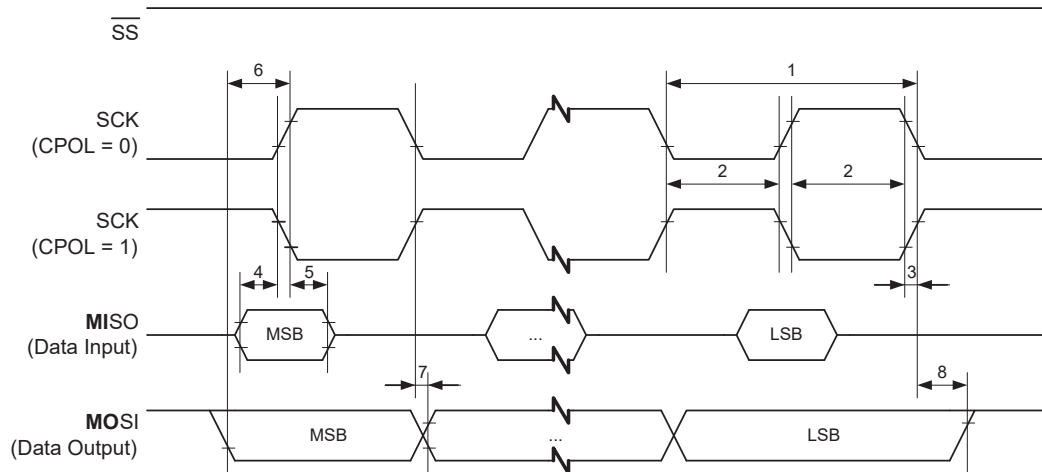 SS
6
1
SCK
(CPOL = 0)
2
2
SCK
(CPOL = 1)
4
5
3
MISO
(Data Input)
MSB
...
LSB
7
8
MOSI
(Data Output)
MSB
...
LSB